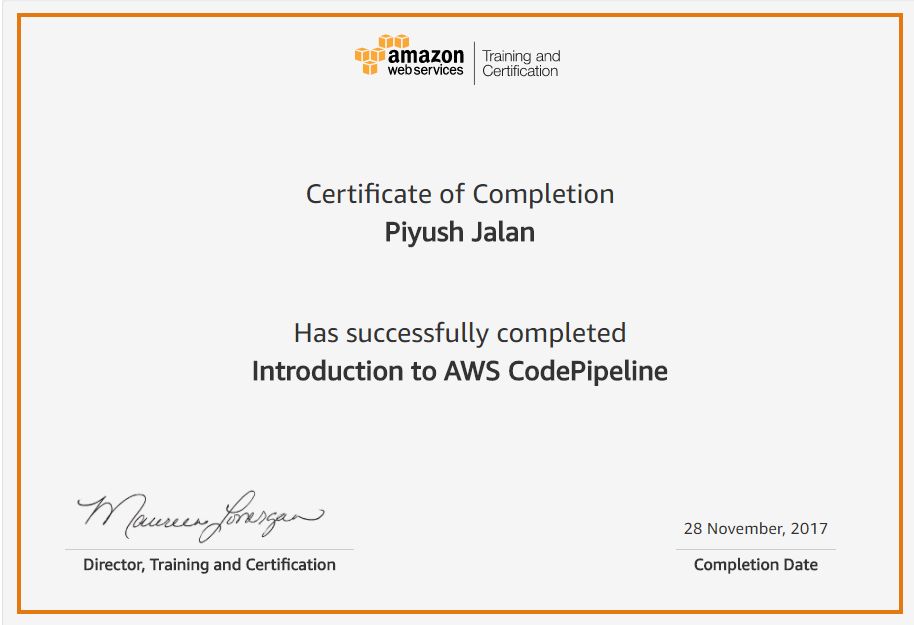 amazon
web services
Training and
Certification
Certificate of Completion
Piyush Jalan
Has successfully completed
Introduction to AWS CodePipeline
Maureen Lonergan
28 November, 2017
Director, Training and Certification
Completion Date